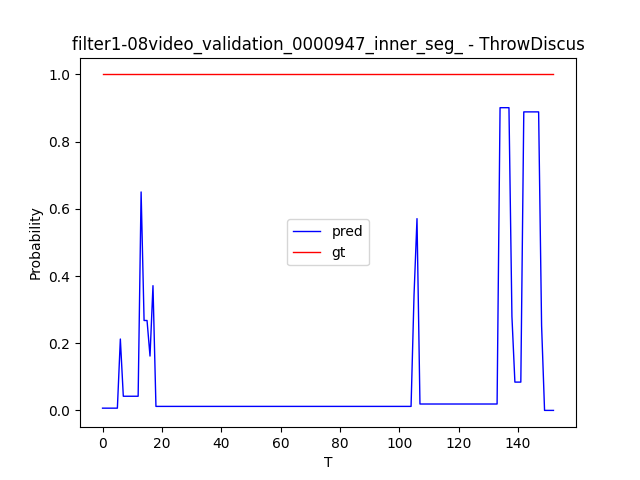 filter1-08video_validation_0000947_inner_seg_ - ThrowDiscus
1.0
0.8
0.6
0.4
0.2
0.0
Probability
pred
gt
0 20 40 60 80 100 120 140
T